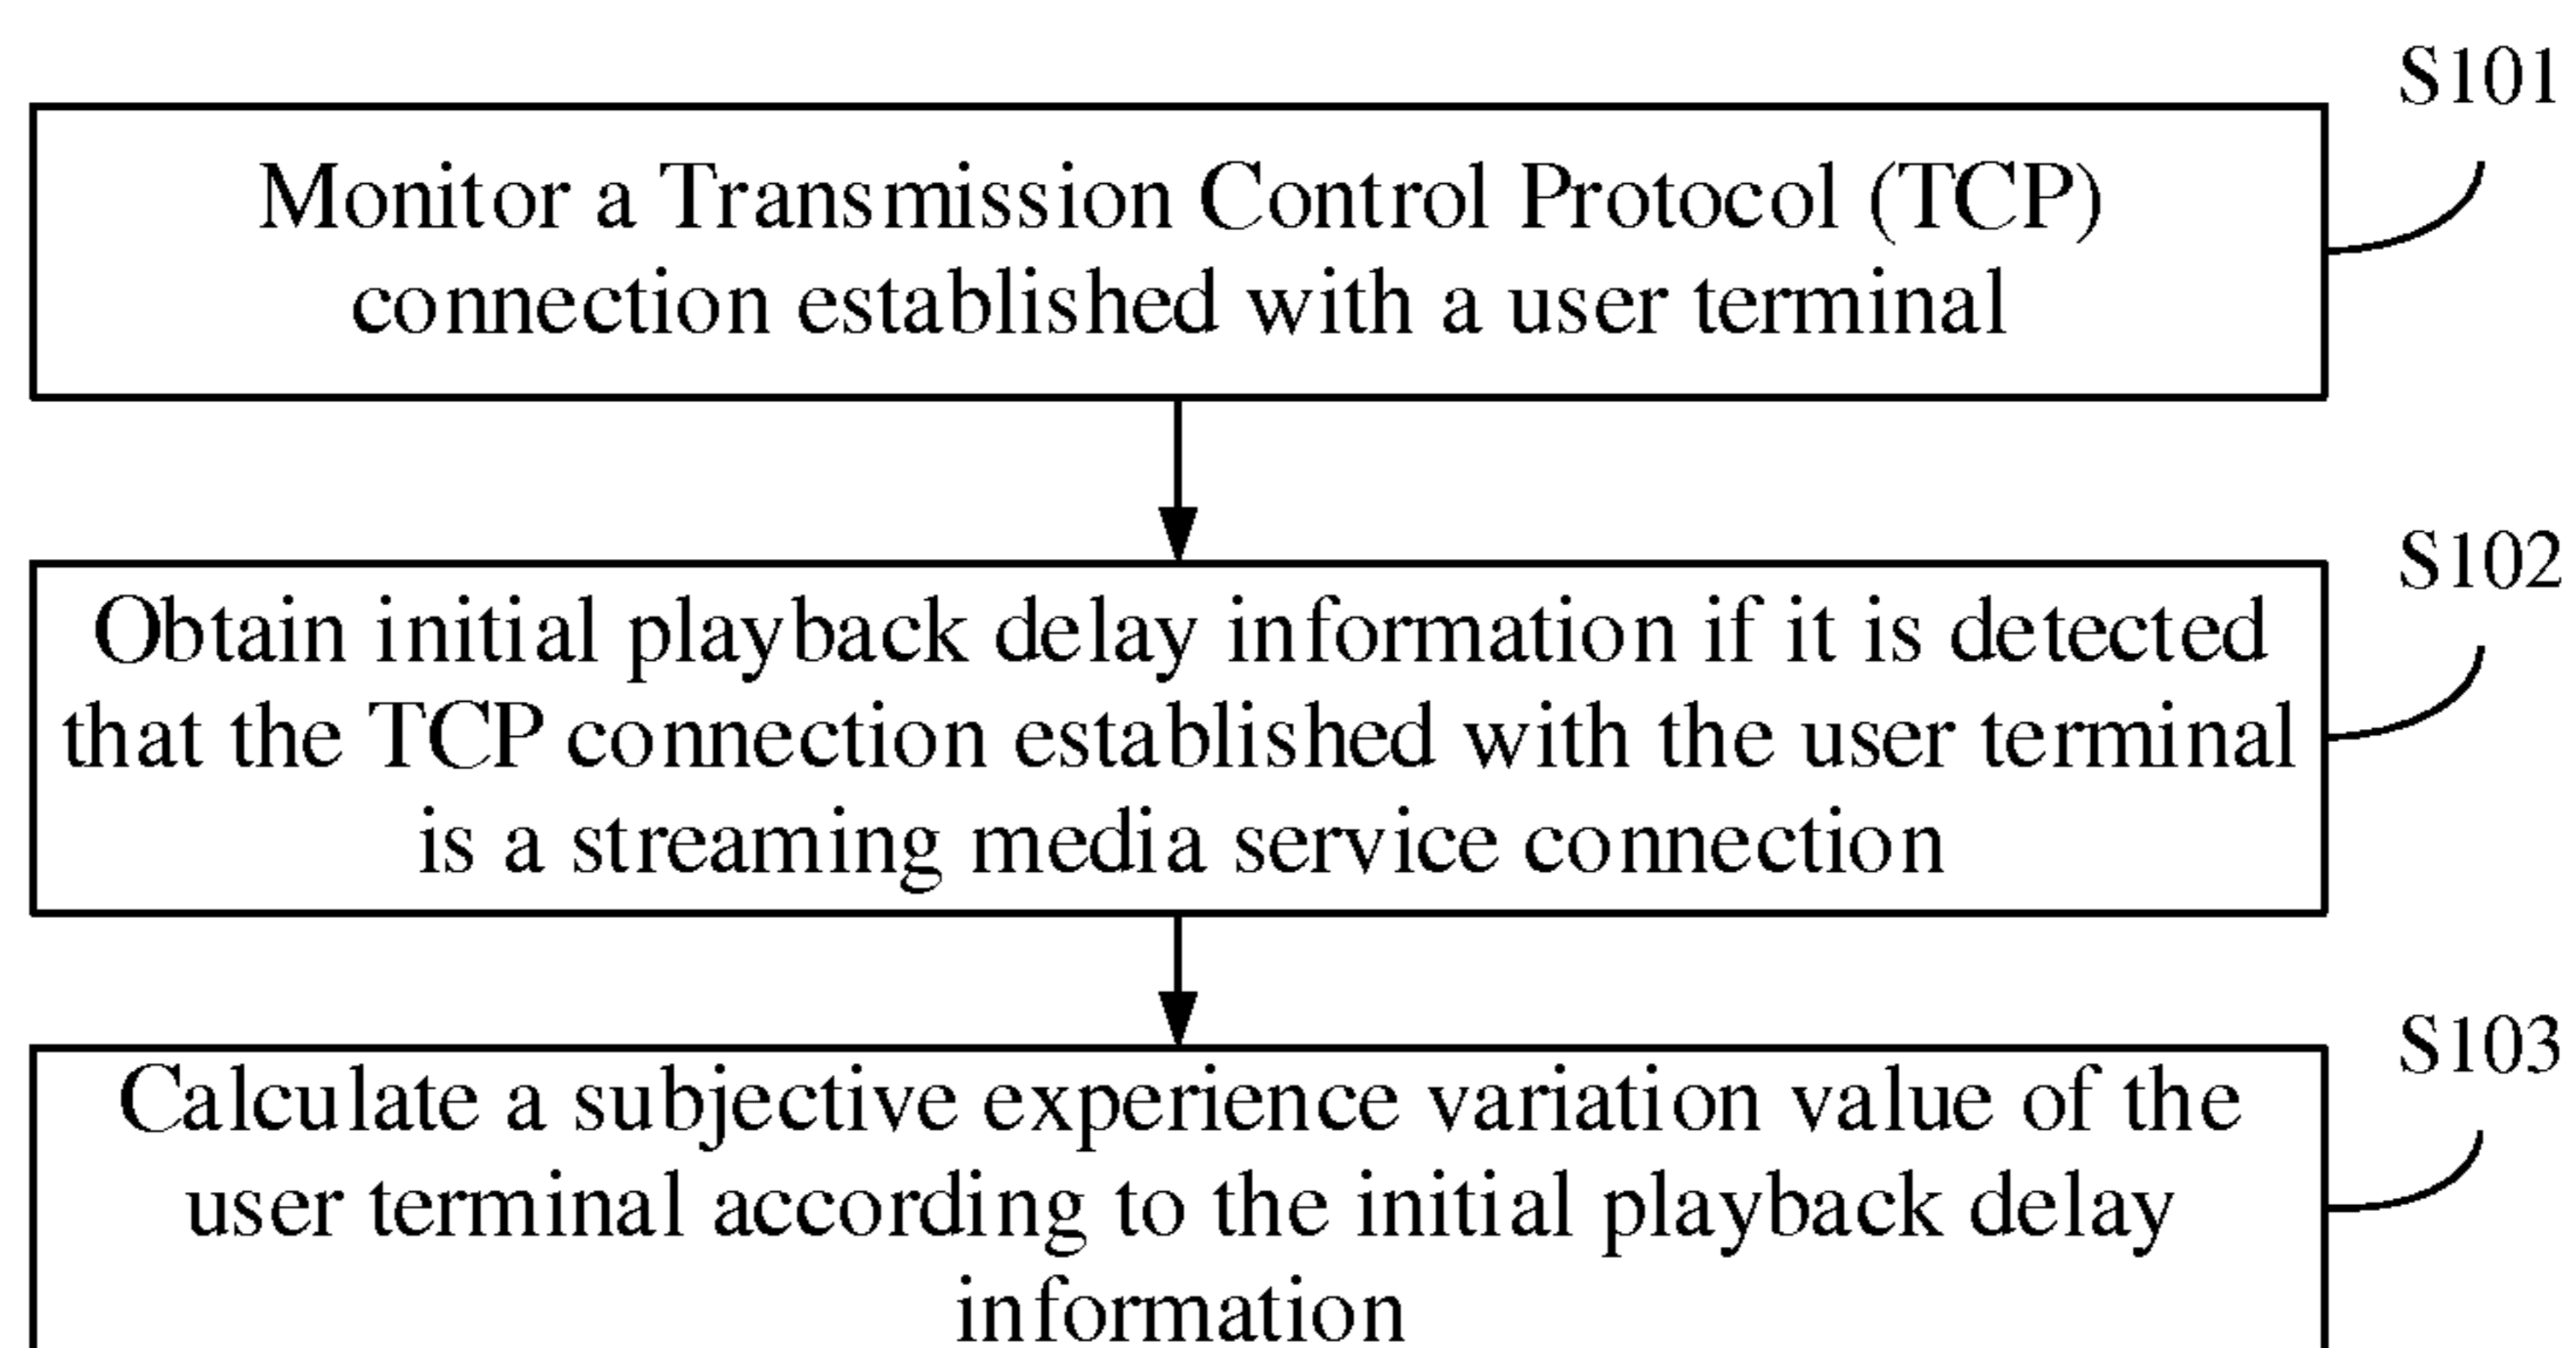 S101
Monitor a Transmission Control Protocol (TCP)
connection established with a user terminal
S102
Obtain initial playback delay information if it is detected
that the TCP connection established with the user terminal
is a streaming media service connection
S103
Calculate a subjective experience variation value of the
user terminal according to the initial playback delay
information